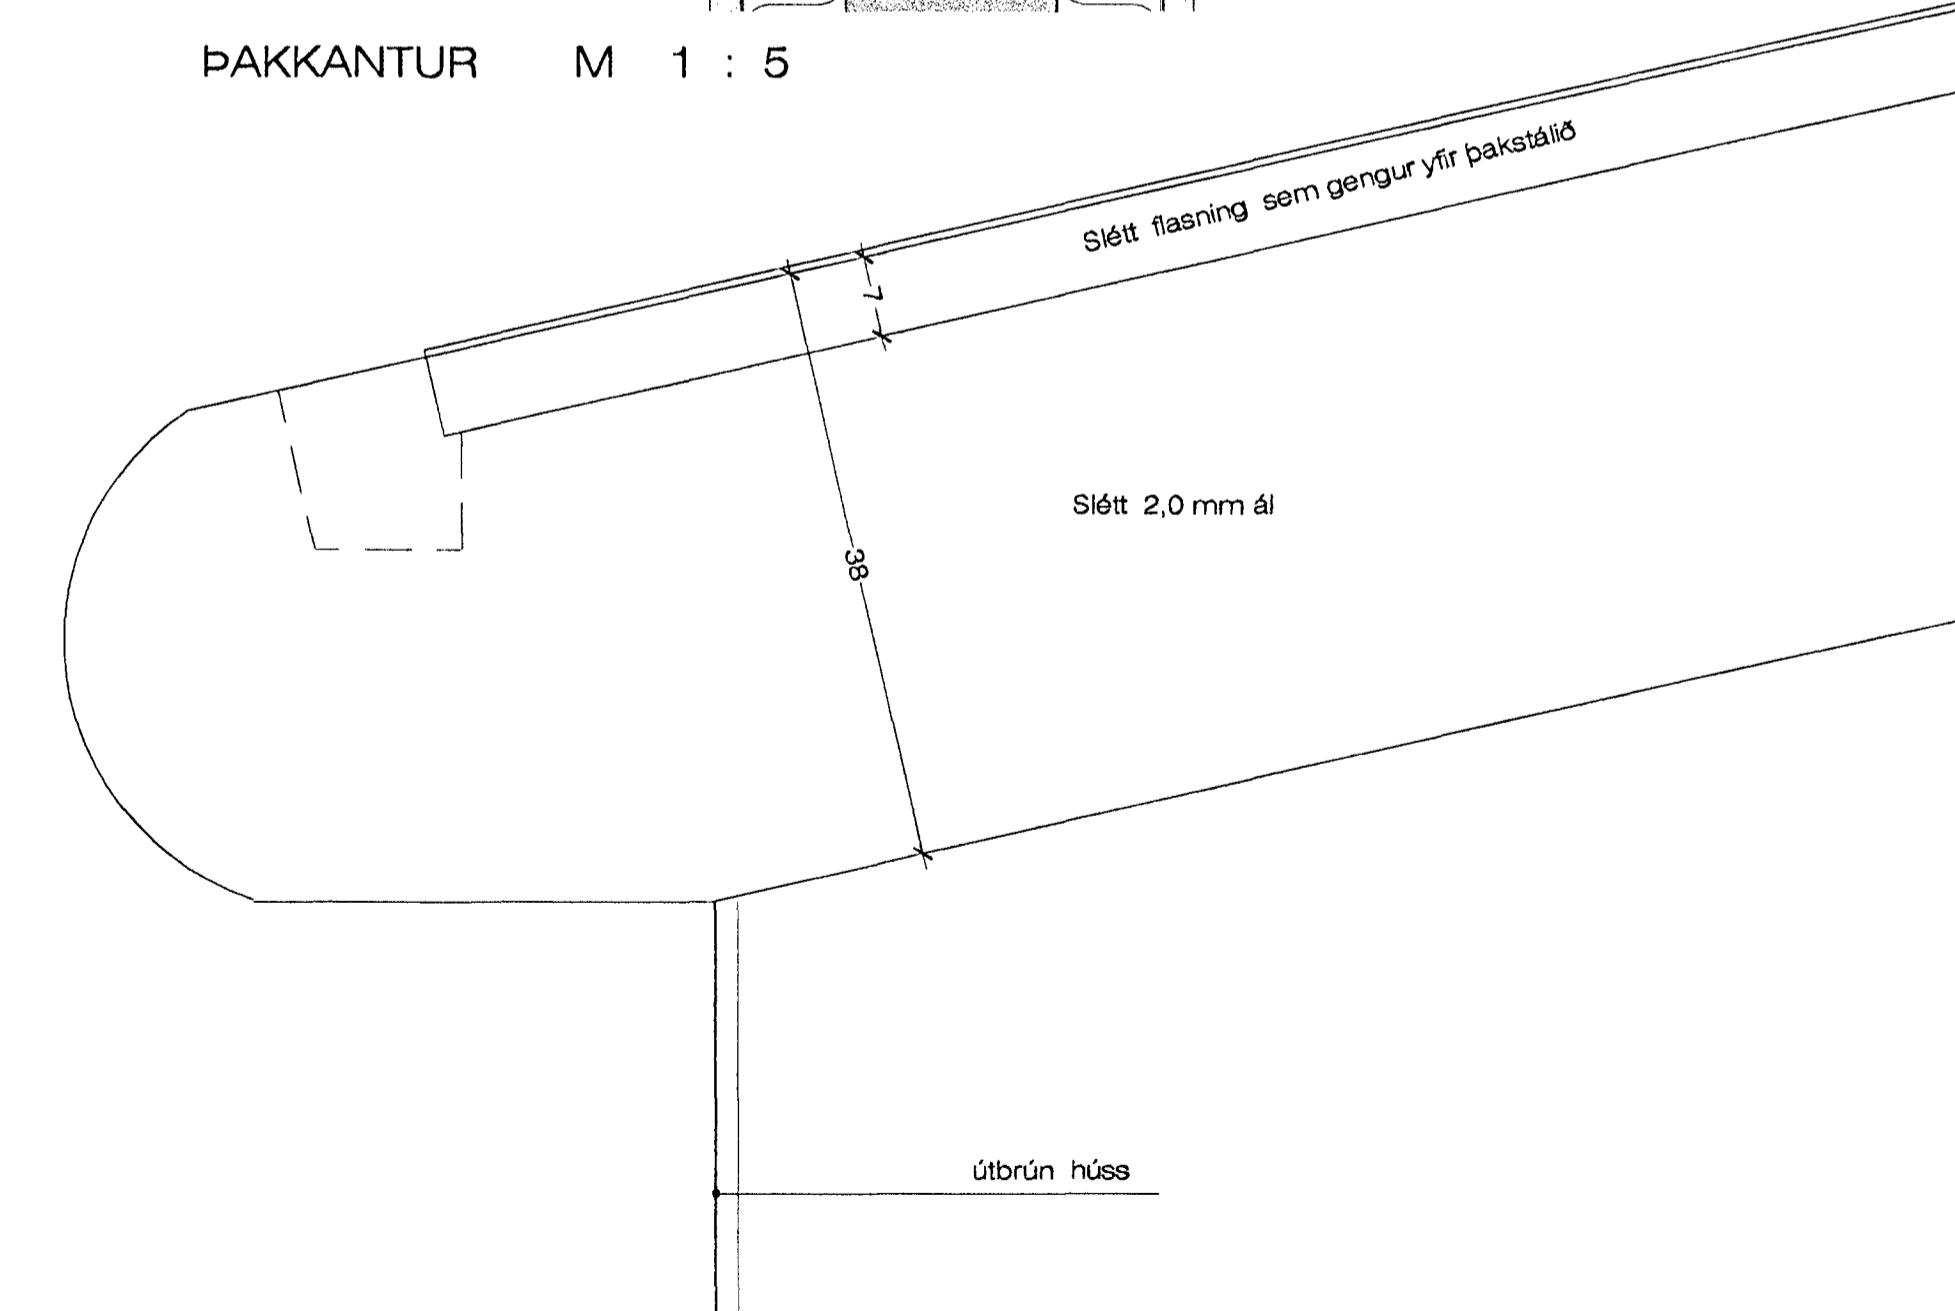 ÞAKKANTUR M 1 : 5
Slétt flasning sem gengur yfir þakstálið
7
Slétt 2,0 mm ál
38
útbrún húss